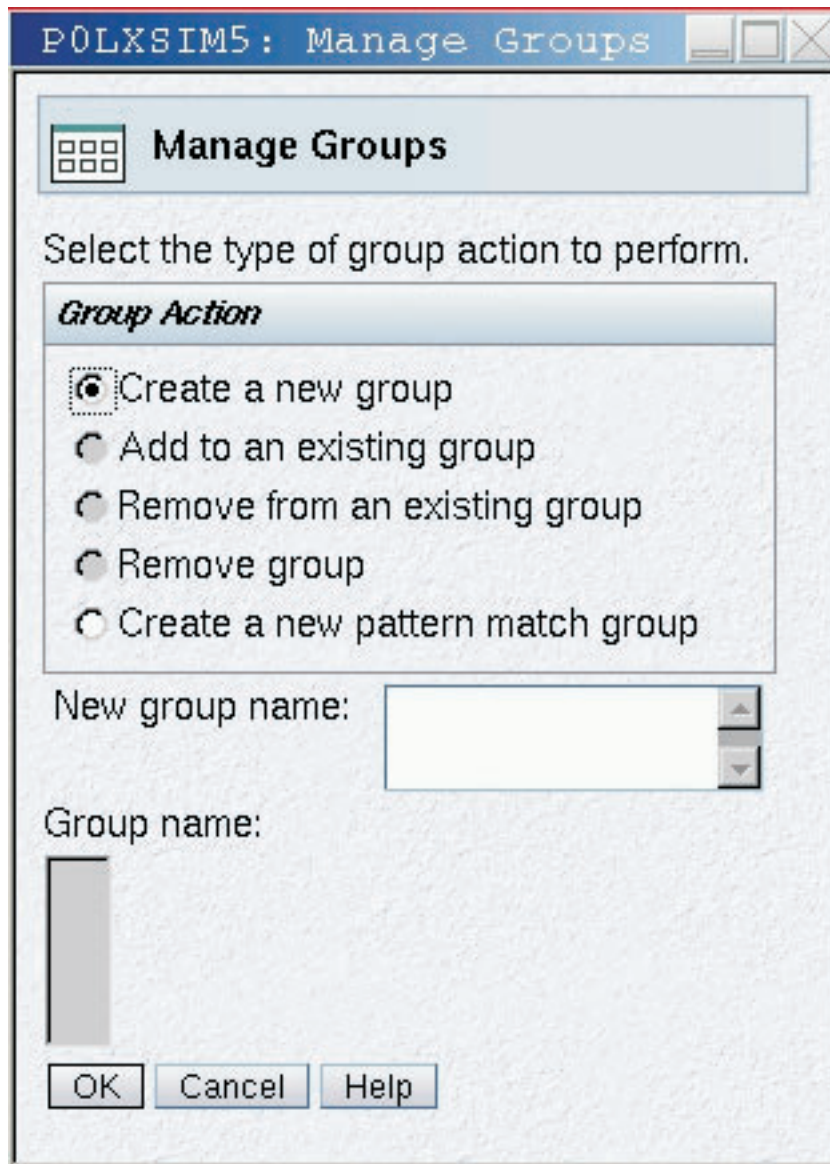 P0LXSIM5: Manage Groups
Manage Groups
Select the type of group action to perform.
Group Action
Create a new group
Add to an existing group
Remove from an existing group
Remove group
Create a new pattern match group
New group name:
Group name:
OK Cancel Help